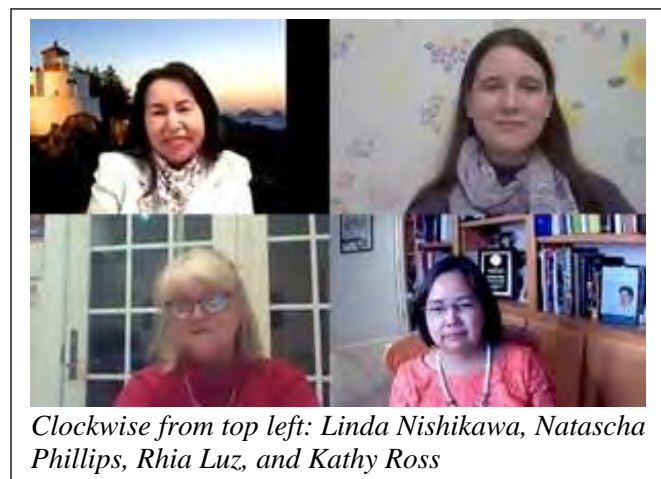 Clockwise from top left: Linda Nishikawa, Natascha
Phillips, Rhia Luz, and Kathy Ross